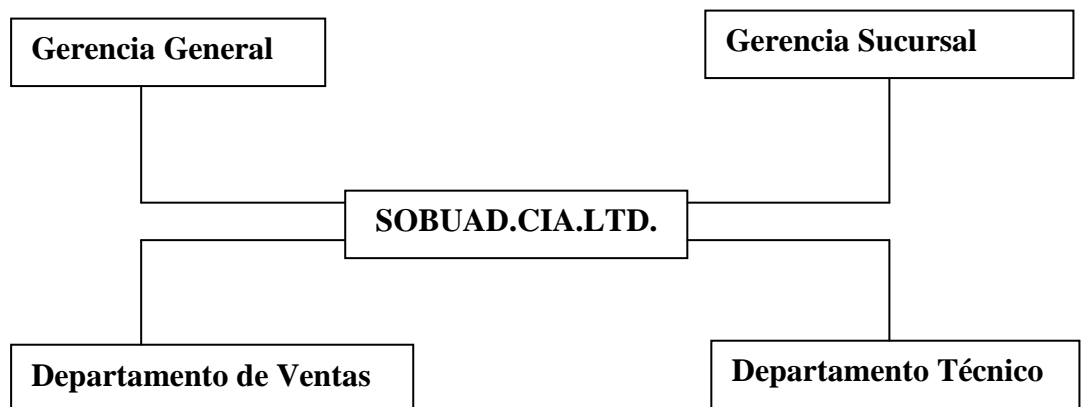 Gerencia General
Gerencia Sucursal
SOBUAD.CIA.LTD.
Departamento de Ventas
Departamento Técnico